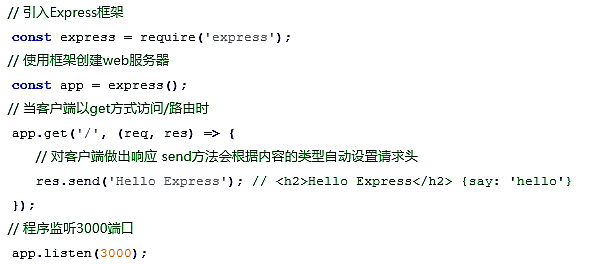 // 引入Express框架
const express = require('express');
// 使用框架创建web服务器
const app = express();
// 当客户端以get方式访问/路由时
app.get('/', (req, res) => {
// 对客户端做出响应 send方法会根据内容的类型自动设置请求头
res.send('Hello Express'); // <h2>Hello Express</h2> {say: 'hello'}
});
// 程序监听3000端口
app.listen(3000);